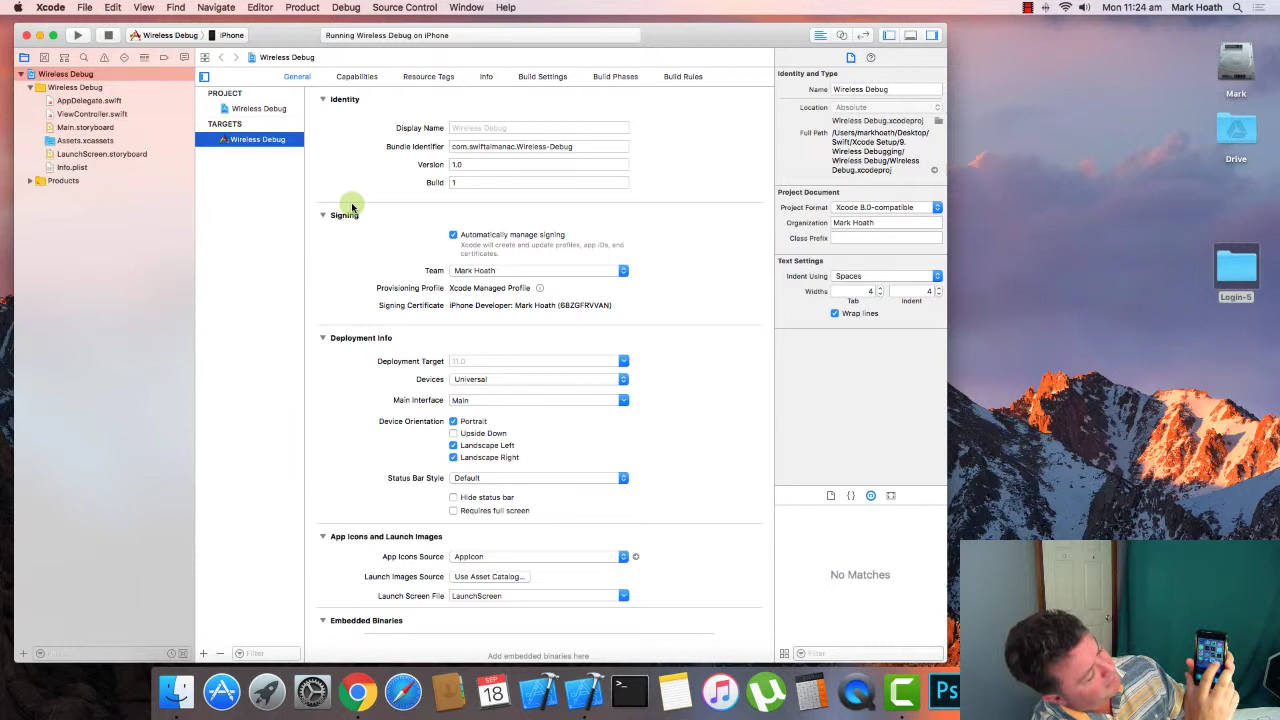 Xcode File Edit View Find Navigate Editor Product Debug Source Control Window Help Mon 11:24 am Mark Hoath
Wireless Debug iPhone Running Wireless Debug on iPhone
Wireless Debug
General Capabilities Resource Tags Info Build Settings Build Phases Build Rules
Wireless Debug
Wireless Debug
AppDelegate.swift
ViewController.swift
Main.storyboard
Assets.xcassets
LaunchScreen.storyboard
Info.plist
Products
PROJECT
Wireless Debug
TARGETS
Wireless Debug
Identity
Display Name Wireless Debug
Bundle Identifier com.swiftalmanac.Wireless-Debug
Version 1.0
Build 1
Signing
Automatically manage signing
Xcode will create and update profiles, app IDs, and
certificates.
Team Mark Hoath
Provisioning Profile Xcode Managed Profile
Signing Certificate iPhone Developer: Mark Hoath (6BZGFRVVAN)
Deployment Info
Deployment Target 11.0
Devices Universal
Main Interface Main
Device Orientation Portrait
Upside Down
Landscape Left
Landscape Right
Status Bar Style Default
Hide status bar
Requires full screen
App Icons and Launch Images
App Icons Source AppIcon
Launch Images Source Use Asset Catalog...
Launch Screen File LaunchScreen
Embedded Binaries
Add embedded binaries here
Identity and Type
Name Wireless Debug
Location Absolute
Wireless Debug.xcodeproj
Full Path /Users/markhoath/Desktop/
Swift/Xcode Setup/9.
Wireless Debugging/
Wireless Debug/Wireless
Debug.xcodeproj
Project Document
Project Format Xcode 8.0-compatible
Organization Mark Hoath
Class Prefix
Text Settings
Indent Using Spaces
Widths 4 4
Tab Indent
Wrap lines
No Matches
Filter
Filter
Mark
Drive
Login-5
SEP
18
Ps